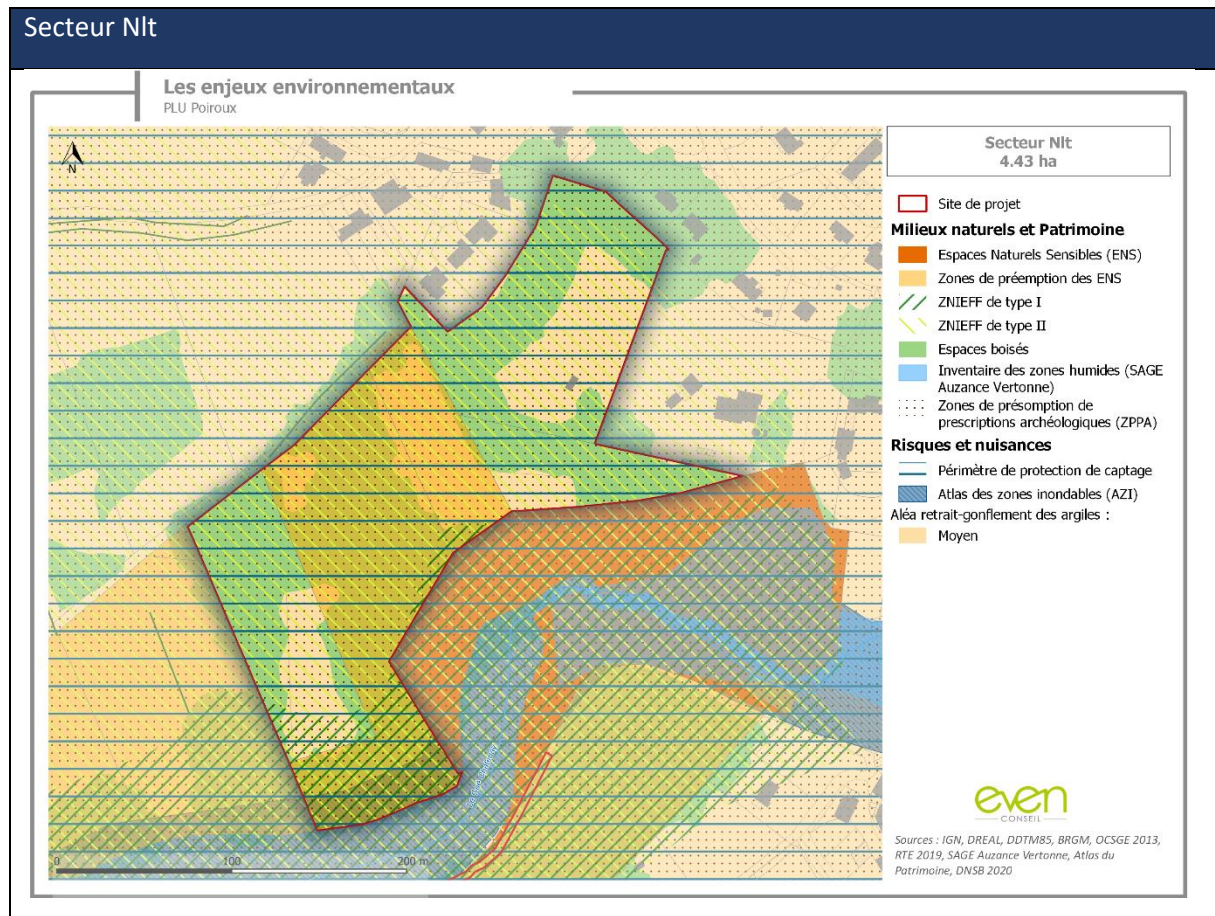 Secteur Nlt
Les enjeux environnementaux
PLU Poiroux
N
0 100 200 m
Secteur Nlt
4.43 ha
Site de projet
Milieux naturels et Patrimoine
Espaces Naturels Sensibles (ENS)
Zones de préemption des ENS
ZNIEFF de type I
ZNIEFF de type II
Espaces boisés
Inventaire des zones humides (SAGE
Auzance Vertonne)
Zones de présomption de
prescriptions archéologiques (ZPPA)
Risques et nuisances
Périmètre de protection de captage
Atlas des zones inondables (AZI)
Aléa retrait-gonflement des argiles :
Moyen
even
CONSEIL
Sources : IGN, DREAL, DDTM85, BRGM, OCSGE 2013,
RTE 2019, SAGE Auzance Vertonne, Atlas du
Patrimoine, DNSB 2020